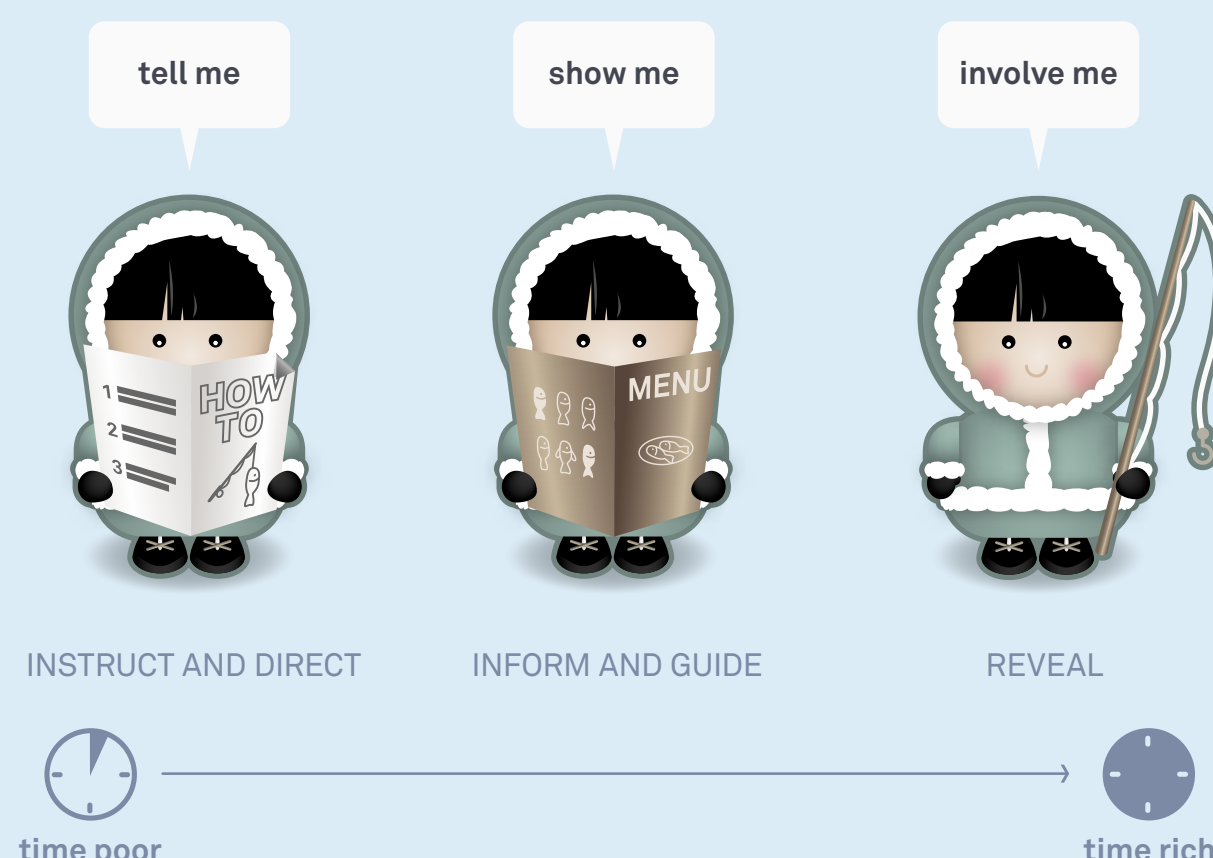 tell me
show me
involve me
1
2
3
HOW
TO
MENU
INSTRUCT AND DIRECT
INFORM AND GUIDE
REVEAL
time poor
time rich